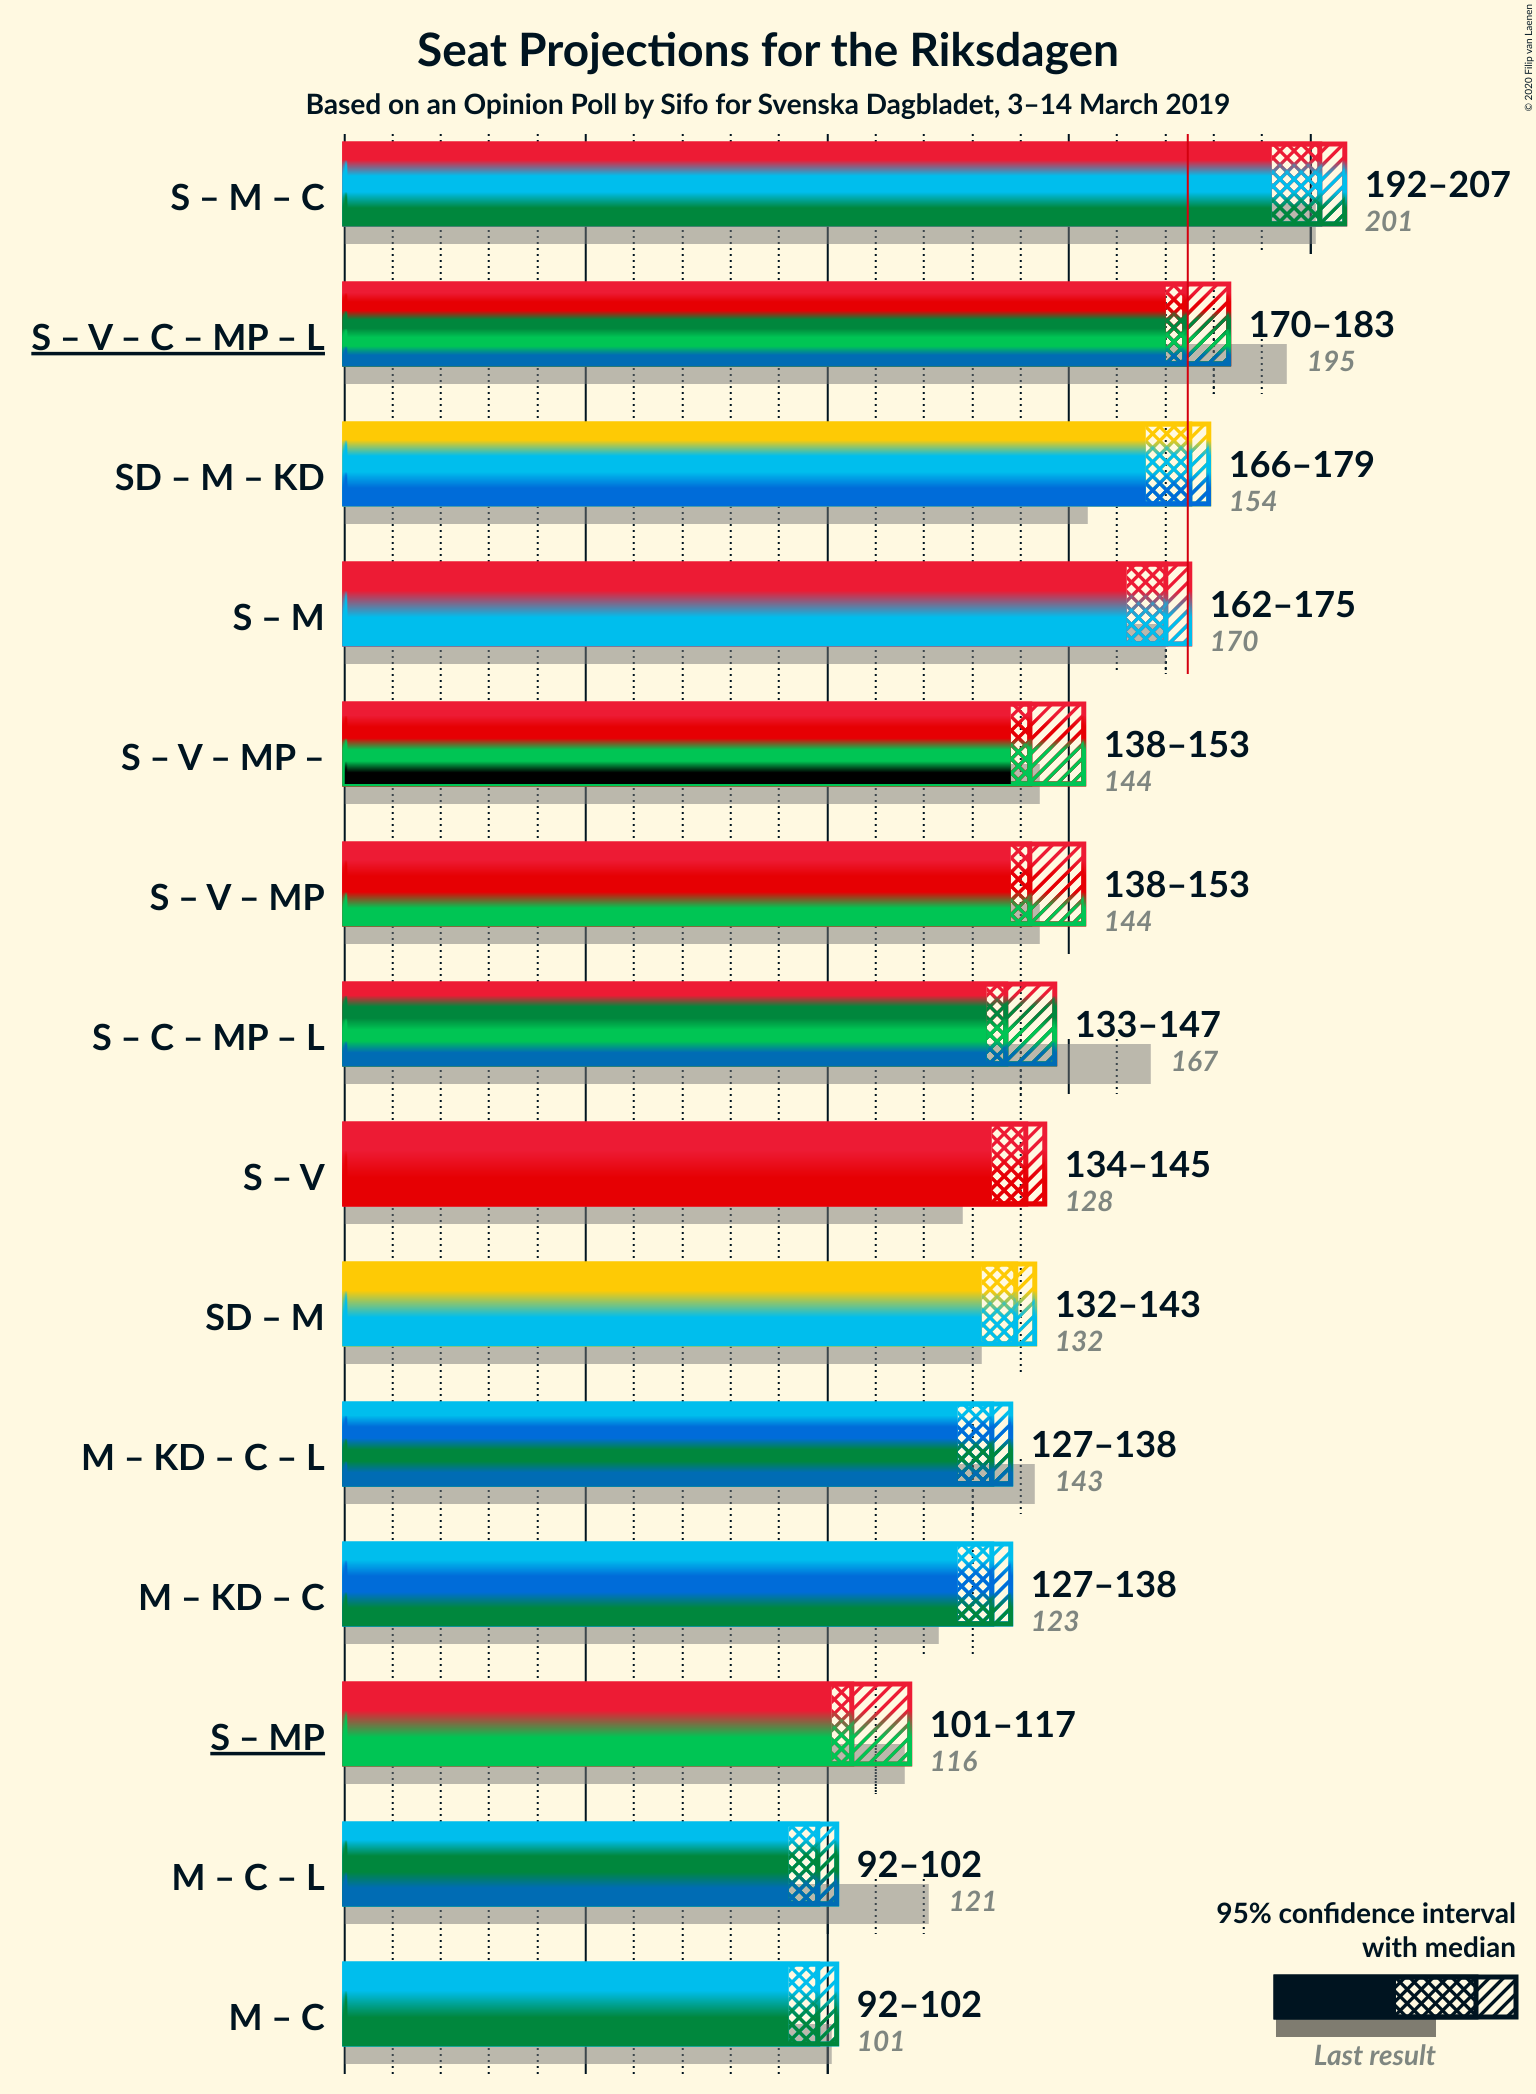 Seat Projections for the Riksdagen
Based on an Opinion Poll by Sifo for Svenska Dagbladet, 3–14 March 2019
© 2020 Filip van Laenen
S – M – C
192–207
201
S – V – C – MP – L
170–183
195
SD – M – KD
166–179
154
S – M
162–175
170
S – V – MP –
138–153
144
S – V – MP
138–153
144
S – C – MP – L
133–147
167
S – V
134–145
128
SD – M
132–143
132
M – KD – C – L
127–138
143
M – KD – C
127–138
123
S – MP
101–117
116
M – C – L
92–102
121
M – C
92–102
101
95% confidence interval
with median
Last result